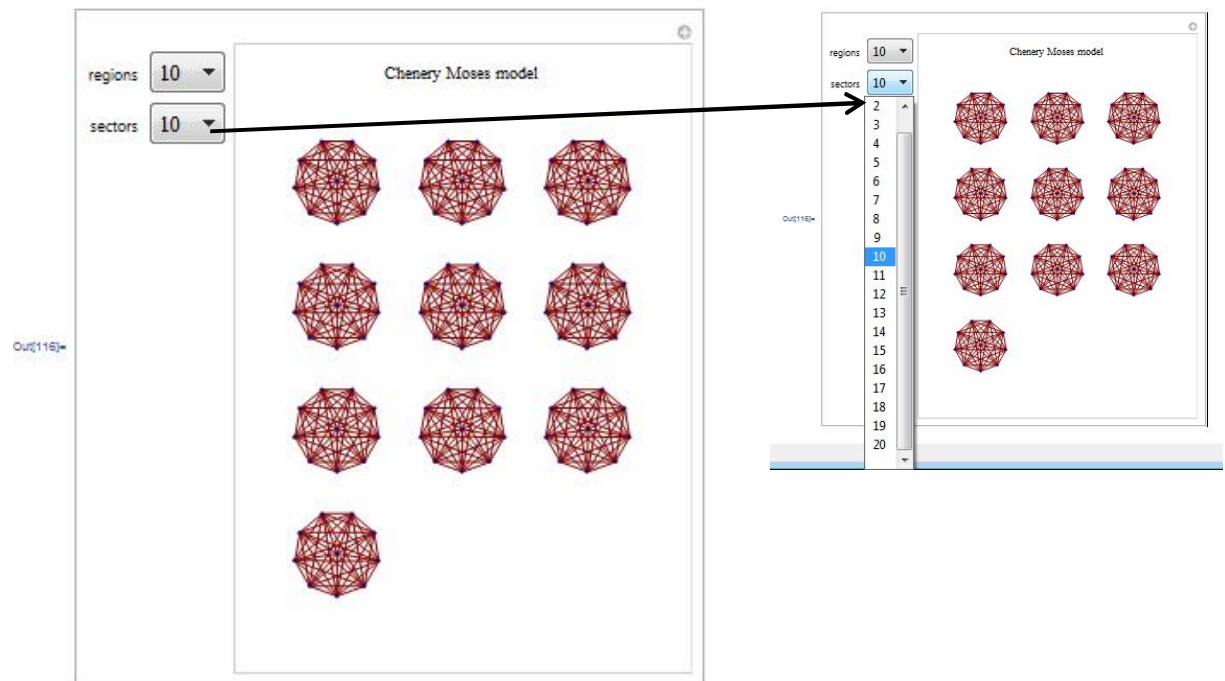 regions 10
Chenery Moses model
sectors 10
Out[116]=
regions 10
Chenery Moses model
sectors 10
2
3
4
5
6
7
8
9
10
11
12
13
14
15
16
17
18
19
20
Out[116]=